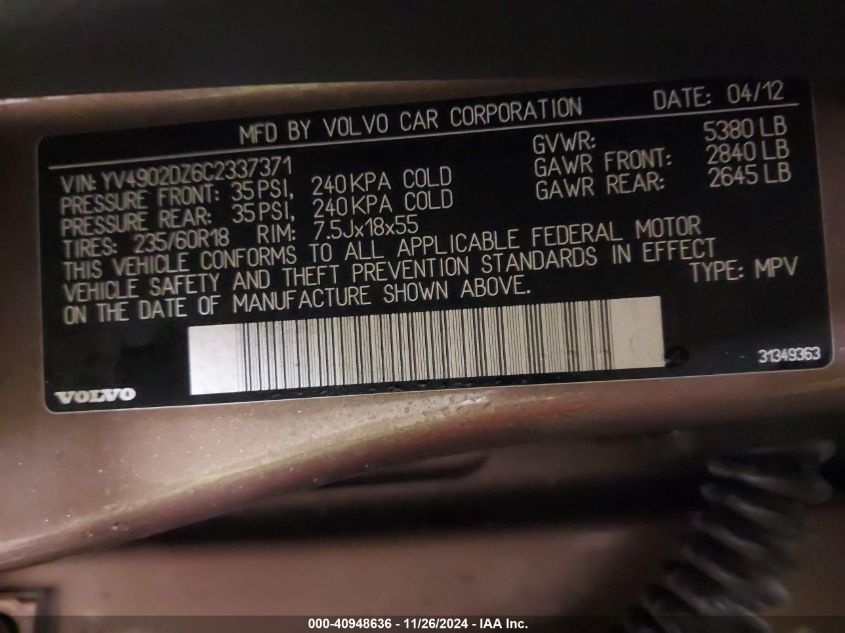 MFD BY VOLVO CAR CORPORATION DATE: 04/12
VIN: YV4902DZ6C2337371 GVWR: 5380 LB
PRESSURE FRONT: 35 PSI, 240 KPA COLD GAWR FRONT: 2840 LB
PRESSURE REAR: 35 PSI, 240 KPA COLD GAWR REAR: 2645 LB
TIRES: 235/60R18 RIM: 7.5Jx18x55
THIS VEHICLE CONFORMS TO ALL APPLICABLE FEDERAL MOTOR
VEHICLE SAFETY AND THEFT PREVENTION STANDARDS IN EFFECT
ON THE DATE OF MANUFACTURE SHOWN ABOVE. TYPE: MPV
31349363
VOLVO
000-40948636 - 11/26/2024 - IAA Inc.